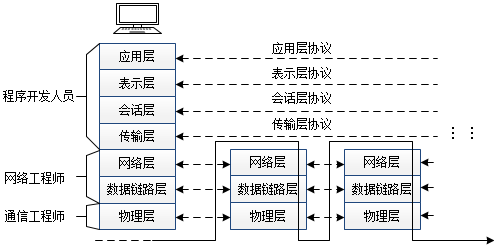 应用层
应用层协议
表示层
表示层协议
程序开发人员
会话层
会话层协议
传输层
传输层协议
网络层
网络层
网络层
网络工程师
数据链路层
数据链路层
数据链路层
通信工程师
物理层
物理层
物理层